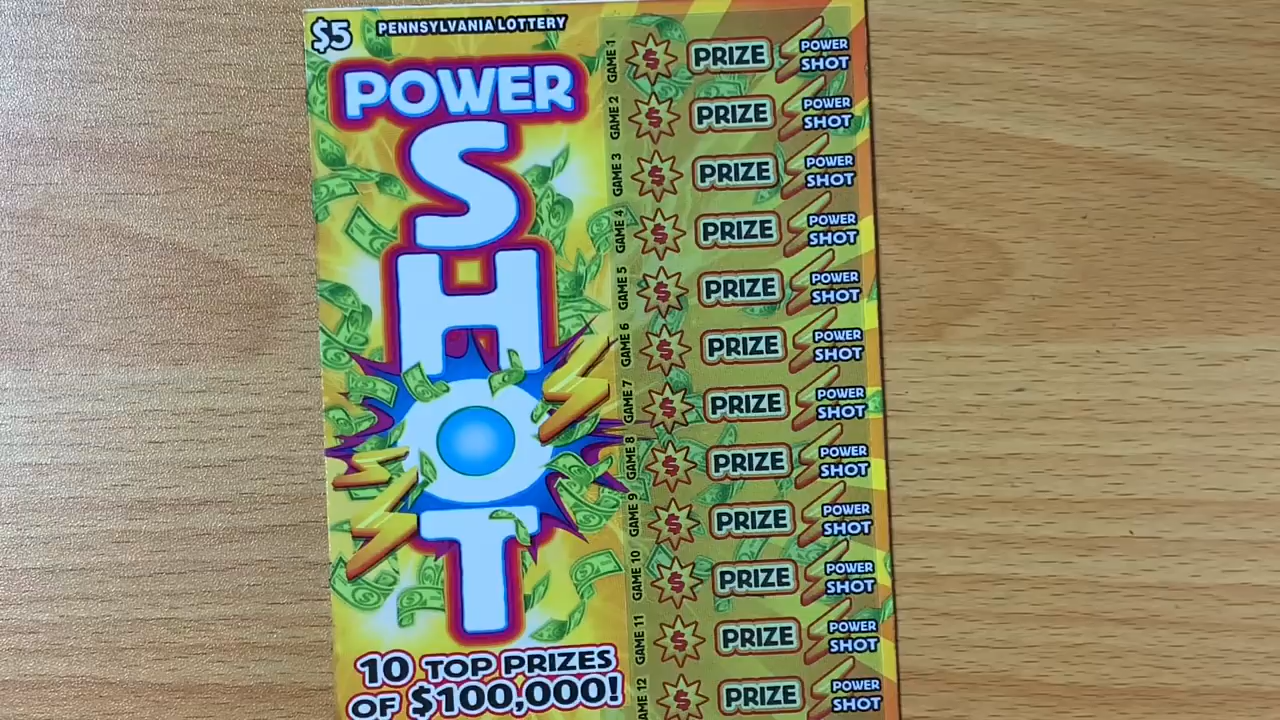 $5 PENNSYLVANIA LOTTERY
POWER
SHOT
10 TOP PRIZES
OF $100,000!
GAME 1 $ PRIZE POWER SHOT
GAME 2 $ PRIZE POWER SHOT
GAME 3 $ PRIZE POWER SHOT
GAME 4 $ PRIZE POWER SHOT
GAME 5 $ PRIZE POWER SHOT
GAME 6 $ PRIZE POWER SHOT
GAME 7 $ PRIZE POWER SHOT
GAME 8 $ PRIZE POWER SHOT
GAME 9 $ PRIZE POWER SHOT
GAME 10 $ PRIZE POWER SHOT
GAME 11 $ PRIZE POWER SHOT
GAME 12 $ PRIZE POWER SHOT